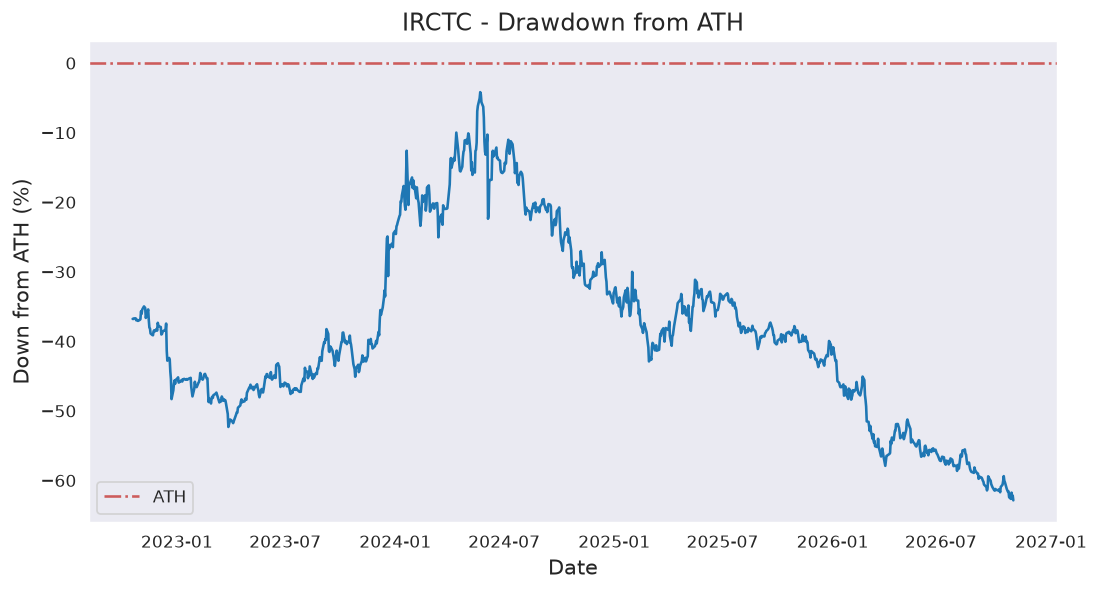 IRCTC - Drawdown from ATH
Down from ATH (%)
0
−10
−20
−30
−40
−50
−60
ATH
2023-01 2023-07 2024-01 2024-07 2025-01 2025-07 2026-01 2026-07 2027-01
Date